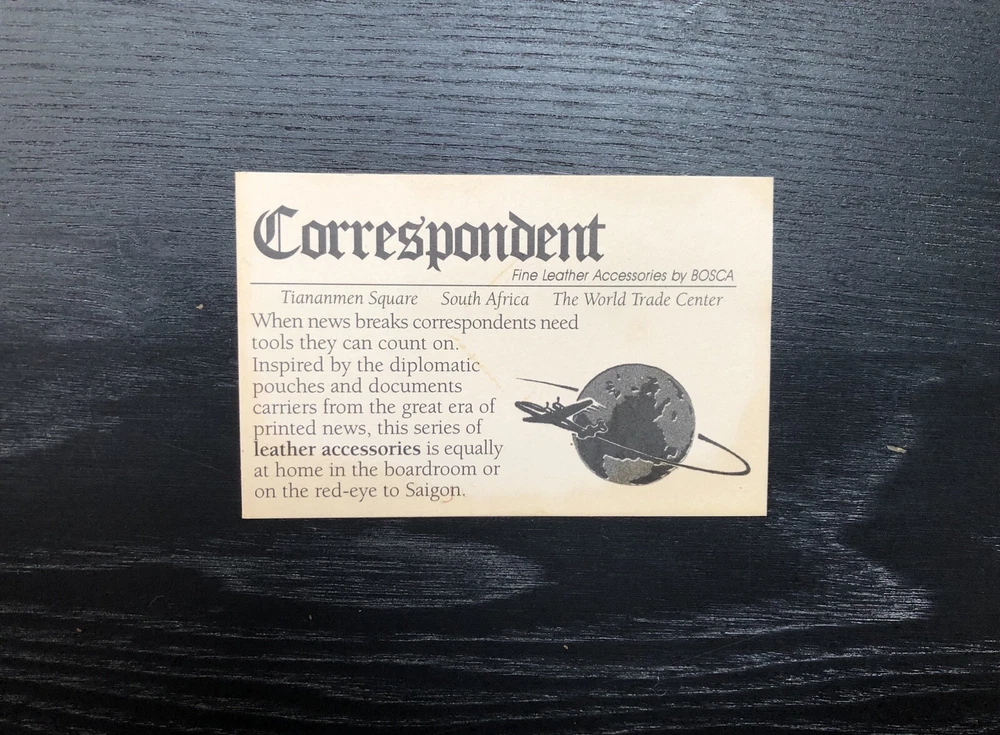 Correspondent
Fine Leather Accessories by BOSCA
Tiananmen Square South Africa The World Trade Center
When news breaks correspondents need
tools they can count on.
Inspired by the diplomatic
pouches and documents
carriers from the great era of
printed news, this series of
leather accessories is equally
at home in the boardroom or
on the red-eye to Saigon.